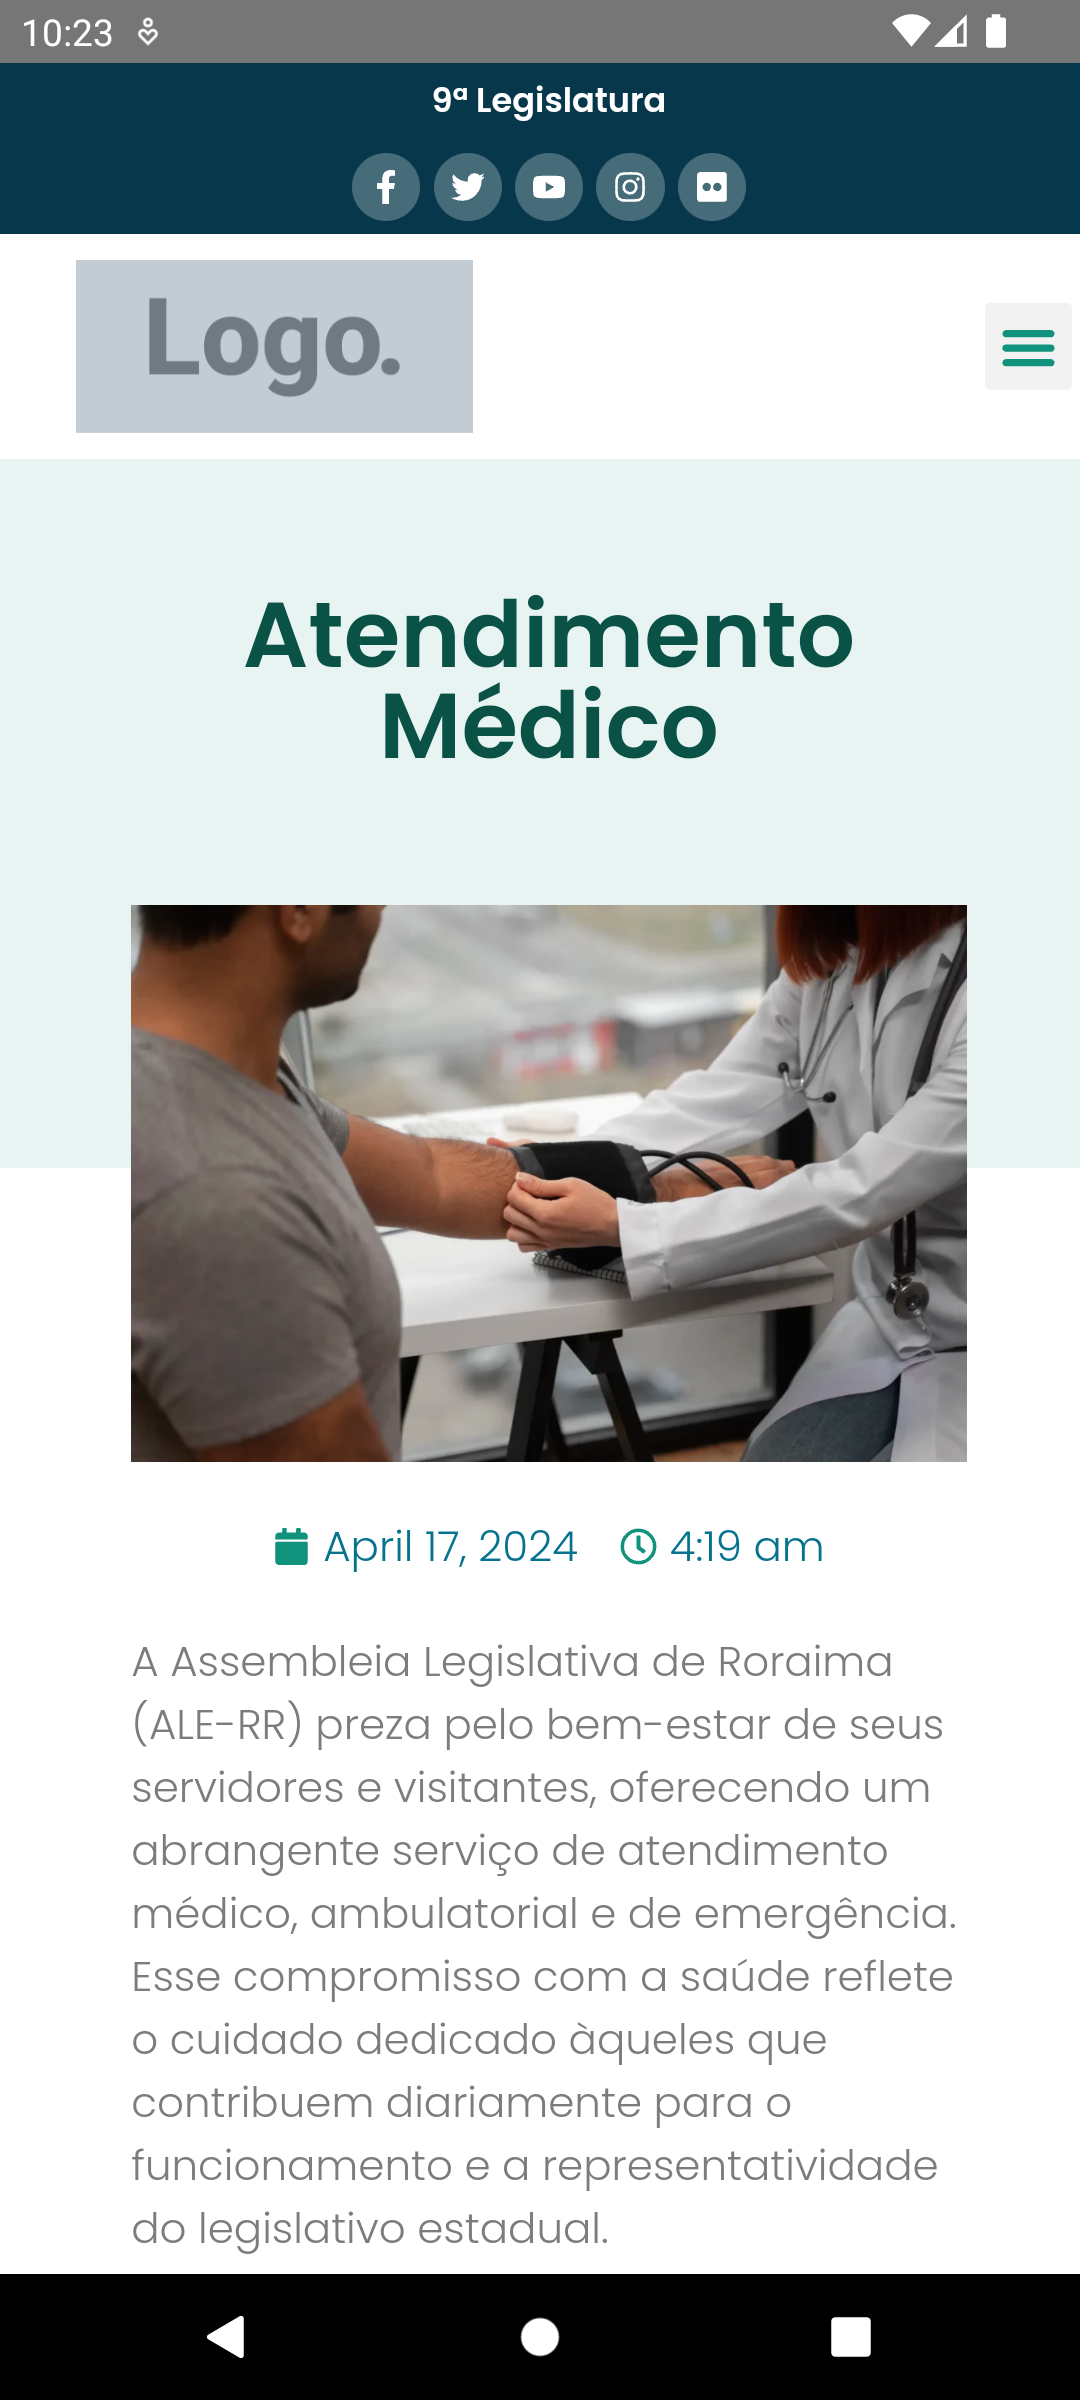 10:23
9ª Legislatura
Logo.
Atendimento
Médico
April 17, 2024 4:19 am
A Assembleia Legislativa de Roraima
(ALE-RR) preza pelo bem-estar de seus
servidores e visitantes, oferecendo um
abrangente serviço de atendimento
médico, ambulatorial e de emergência.
Esse compromisso com a saúde reflete
o cuidado dedicado àqueles que
contribuem diariamente para o
funcionamento e a representatividade
do legislativo estadual.